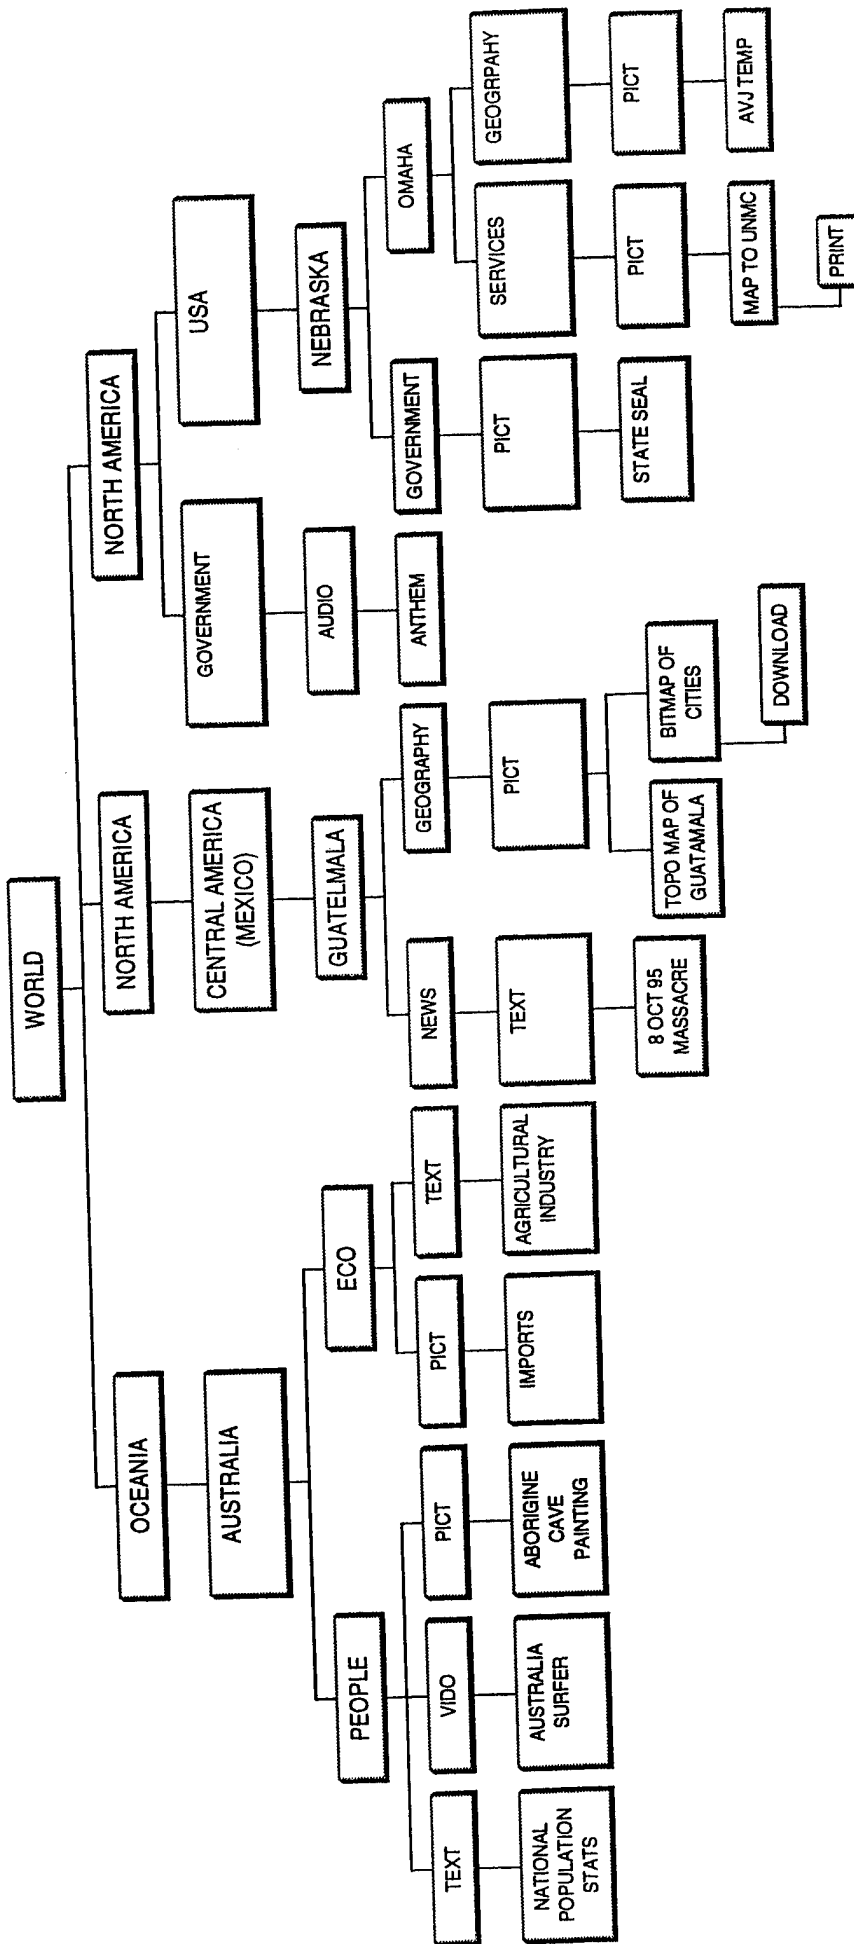 WORLD
OCEANIA
NORTH AMERICA
NORTH AMERICA
AUSTRALIA
CENTRAL AMERICA
(MEXICO)
GOVERNMENT
USA
PEOPLE
ECO
GUATELMALA
AUDIO
NEBRASKA
TEXT
VIDO
PICT
PICT
TEXT
NEWS
GEOGRAPHY
ANTHEM
GOVERNMENT
OMAHA
NATIONAL
POPULATION
STATS
AUSTRALIA
SURFER
ABORIGINE
CAVE
PAINTING
IMPORTS
AGRICULTURAL
INDUSTRY
TEXT
PICT
PICT
SERVICES
GEOGRPAHY
8 OCT 95
MASSACRE
TOPO MAP OF
GUATAMALA
BITMAP OF
CITIES
STATE SEAL
PICT
PICT
DOWNLOAD
MAP TO UNMC
AVJ TEMP
PRINT